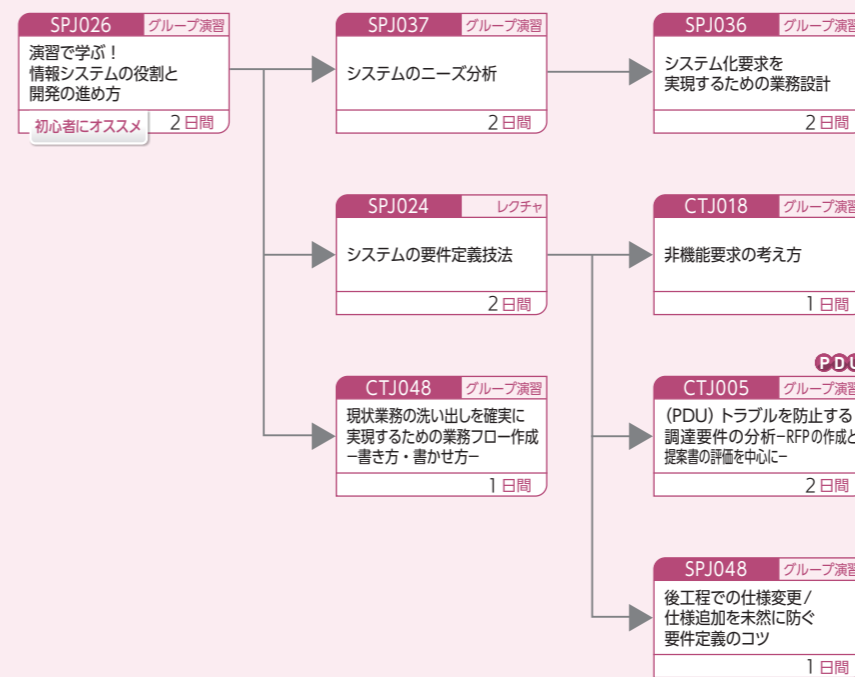 SPJ026 グループ演習
演習で学ぶ！
情報システムの役割と
開発の進め方
初心者にオススメ 2日間
SPJ037 グループ演習
システムのニーズ分析
2日間
SPJ036 グループ演習
システム化要求を
実現するための業務設計
2日間
SPJ024 レクチャ
システムの要件定義技法
2日間
CTJ018 グループ演習
非機能要求の考え方
1日間
CTJ048 グループ演習
現状業務の洗い出しを確実に
実現するための業務フロー作成
−書き方・書かせ方−
1日間
PDU
CTJ005 グループ演習
（PDU）トラブルを防止する
調達要件の分析−RFPの作成と
提案書の評価を中心に−
2日間
SPJ048 グループ演習
後工程での仕様変更/
仕様追加を未然に防ぐ
要件定義のコツ
1日間